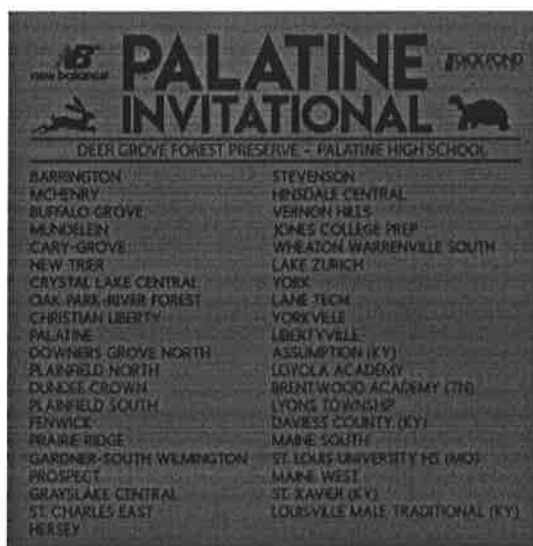 new balance
PALATINE
INVITATIONAL
DEER GROVE FOREST PRESERVE - PALATINE HIGH SCHOOL
BARRINGTON
MCHENRY
BUFFALO GROVE
MUNDELEIN
CARY-GROVE
NEW TRIER
CRYSTAL LAKE CENTRAL
OAK PARK-RIVER FOREST
CHRISTIAN LIBERTY
PALATINE
DOWNERS GROVE NORTH
PLAINFIELD NORTH
DUNDEE CROWN
PLAINFIELD SOUTH
FENWICK
PRAIRIE RIDGE
GARDNER-SOUTH WILMINGTON
PROSPECT
GRAYSLAKE CENTRAL
ST. CHARLES EAST
HERSEY
STEVENSON
HINSDALE CENTRAL
VERNON HILLS
JONES COLLEGE PREP
WHEATON WARRENVILLE SOUTH
LAKE ZURICH
YORK
LANE TECH
YORKVILLE
LIBERTYVILLE
ASSUMPTION (KY)
LOYOLA ACADEMY
BRENTWOOD ACADEMY (TN)
LYONS TOWNSHIP
DAVIESS COUNTY (KY)
MAINE SOUTH
ST. LOUIS UNIVERSITY HS (MO)
MAINE WEST
ST. XAVIER (KY)
LOUISVILLE MALE TRADITIONAL (KY)